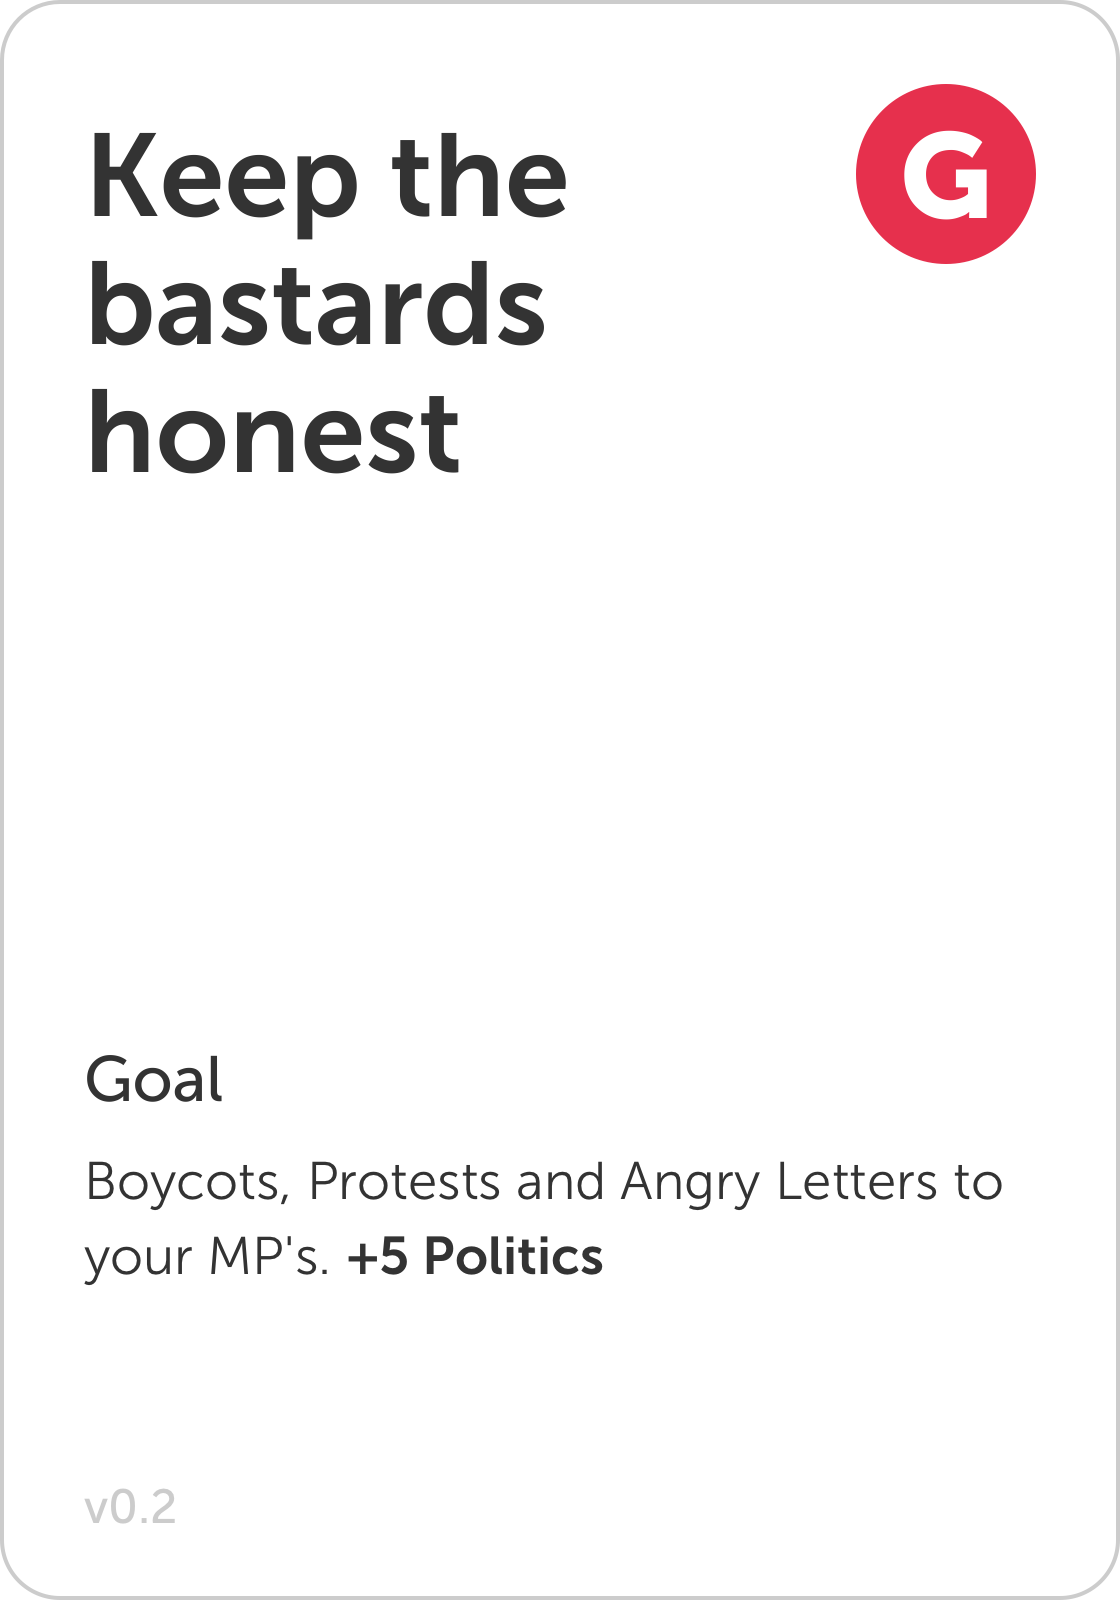 Keep the
bastards
honest
G
Goal
Boycots, Protests and Angry Letters to
your MP's. +5 Politics
v0.2